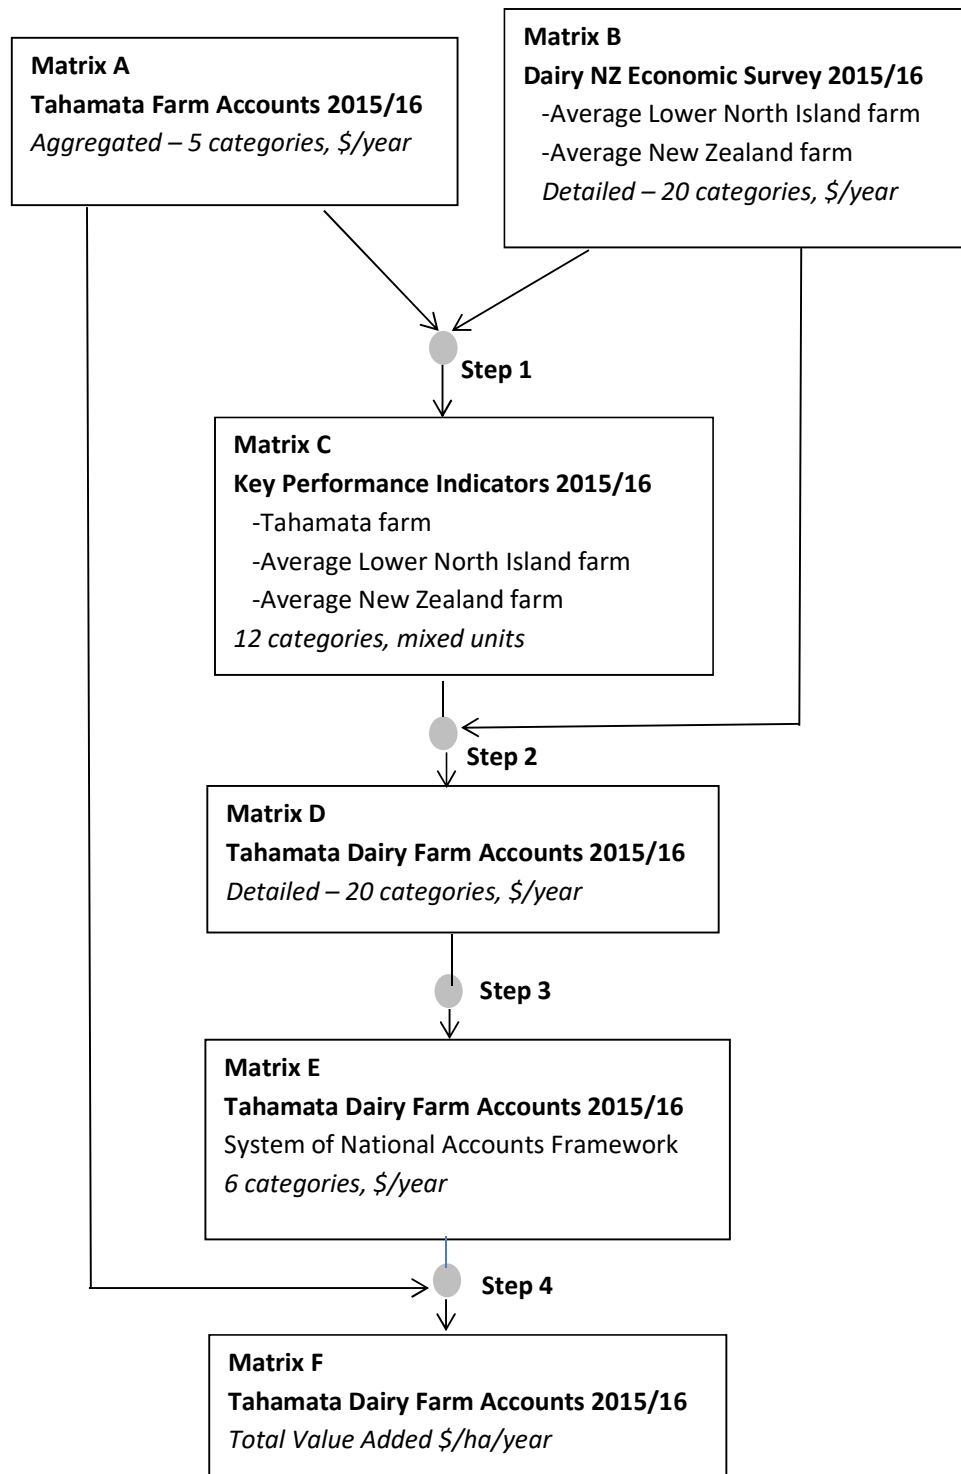 Matrix A
Tahamata Farm Accounts 2015/16
Aggregated – 5 categories, $/year
Matrix B
Dairy NZ Economic Survey 2015/16
-Average Lower North Island farm
-Average New Zealand farm
Detailed – 20 categories, $/year
Step 1
Matrix C
Key Performance Indicators 2015/16
-Tahamata farm
-Average Lower North Island farm
-Average New Zealand farm
12 categories, mixed units
Step 2
Matrix D
Tahamata Dairy Farm Accounts 2015/16
Detailed – 20 categories, $/year
Step 3
Matrix E
Tahamata Dairy Farm Accounts 2015/16
System of National Accounts Framework
6 categories, $/year
Step 4
Matrix F
Tahamata Dairy Farm Accounts 2015/16
Total Value Added $/ha/year